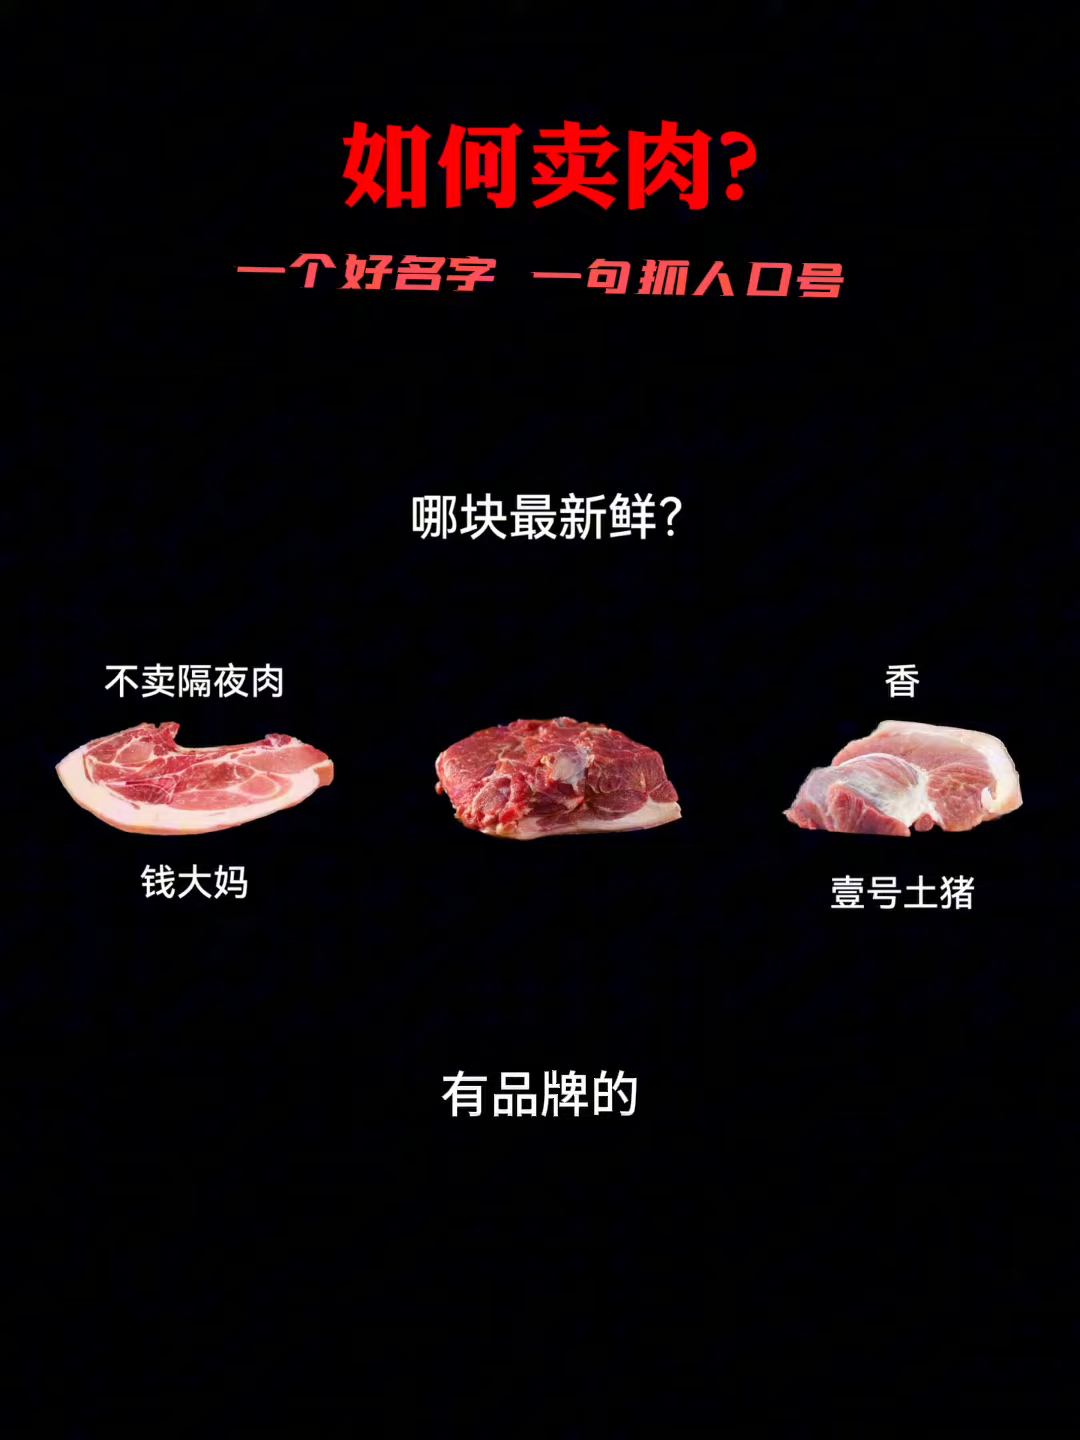 如何卖肉?
一个好名字 一句抓人口号
哪块最新鲜?
不卖隔夜肉
香
钱大妈
壹号土猪
有品牌的